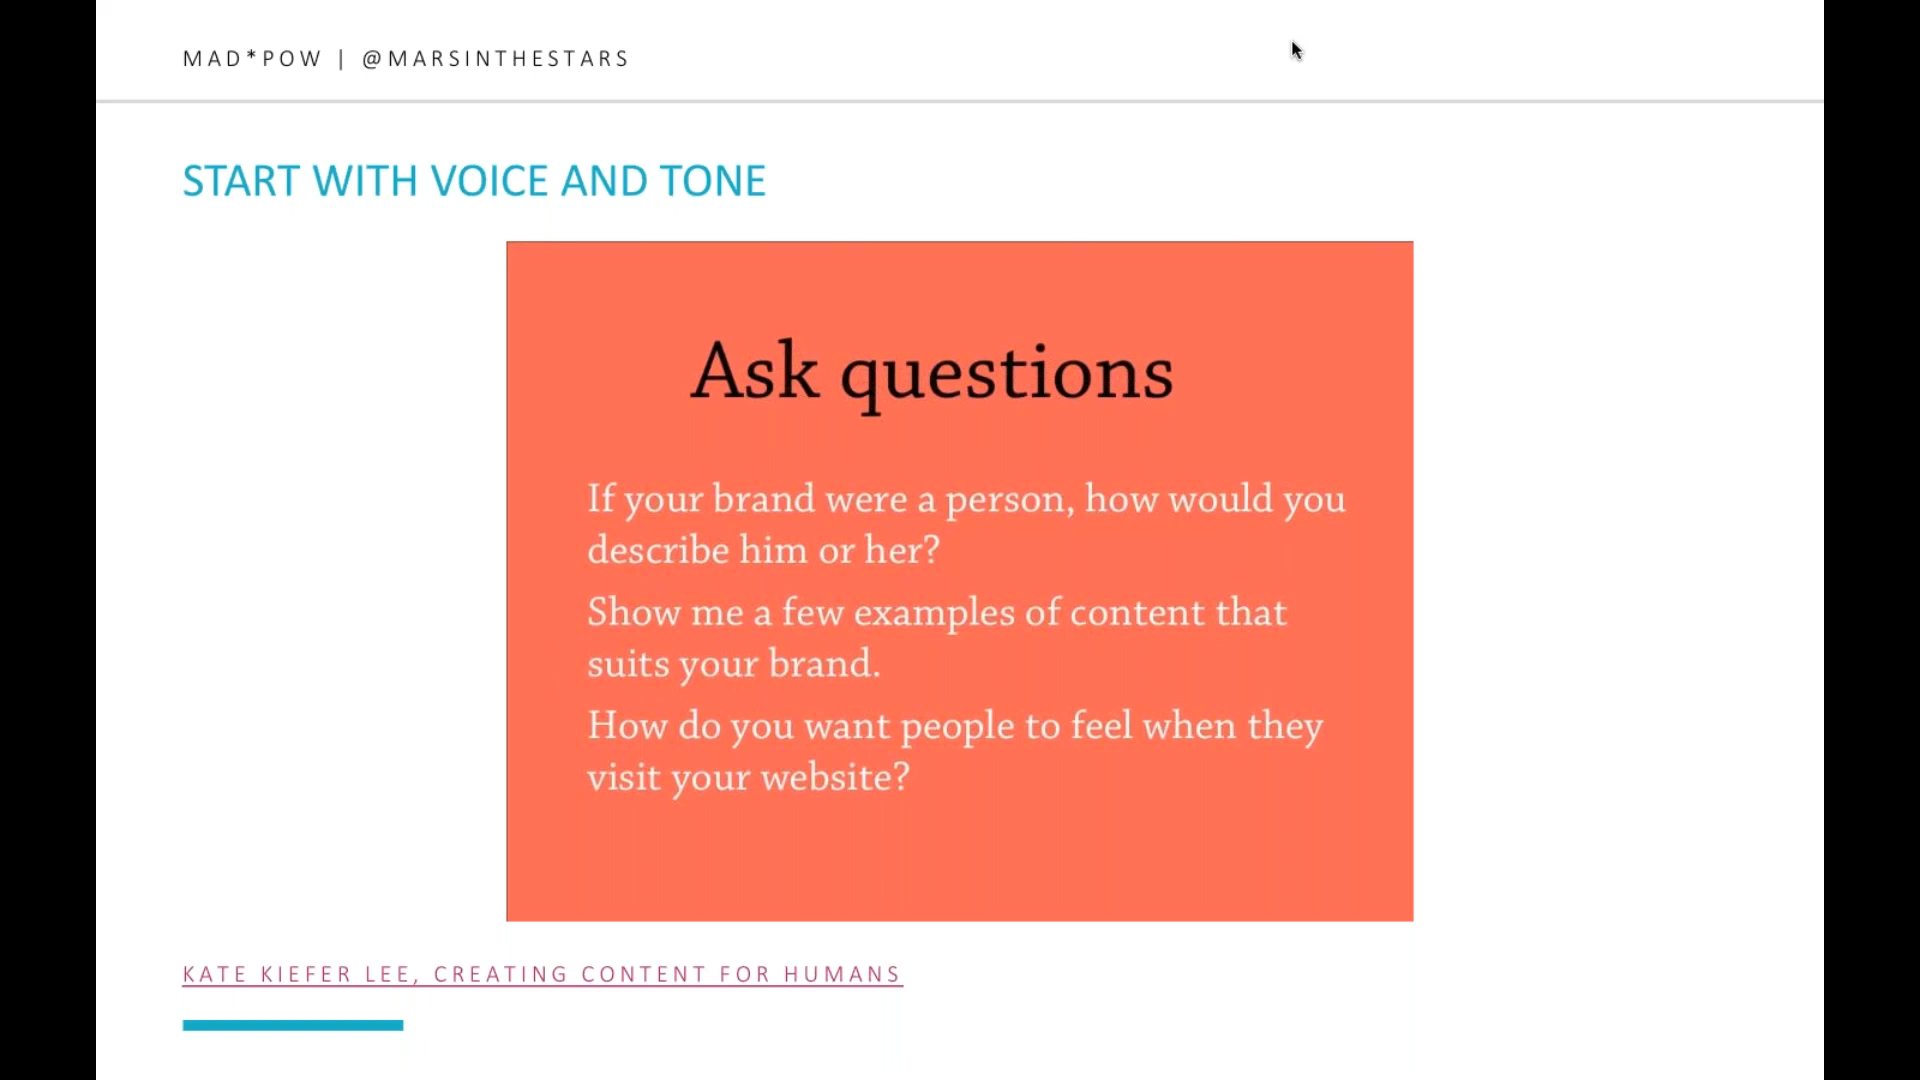 MAD*POW | @MARSINTHESTARS
START WITH VOICE AND TONE
Ask questions
If your brand were a person, how would you
describe him or her?
Show me a few examples of content that
suits your brand.
How do you want people to feel when they
visit your website?
KATE KIEFER LEE, CREATING CONTENT FOR HUMANS